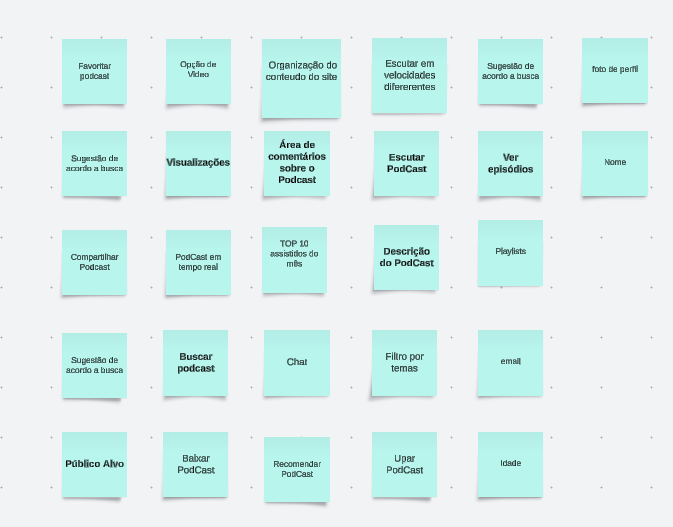 Favoritar
podcast
Opção de
Video
Organização do
conteudo do site
Escutar em
velocidades
difererentes
Sugestão de
acordo a busca
foto de perfil
Sugestão de
acordo a busca
Visualizações
Área de
comentários
sobre o
Podcast
Escutar
PodCast
Ver
episódios
Nome
Compartilhar
Podcast
PodCast em
tempo real
TOP 10
assistidos do
mês
Descrição
do PodCast
Playlists
Sugestão de
acordo a busca
Buscar
podcast
Chat
Filtro por
temas
email
Público Alvo
Baixar
PodCast
Recomendar
PodCast
Upar
PodCast
Idade